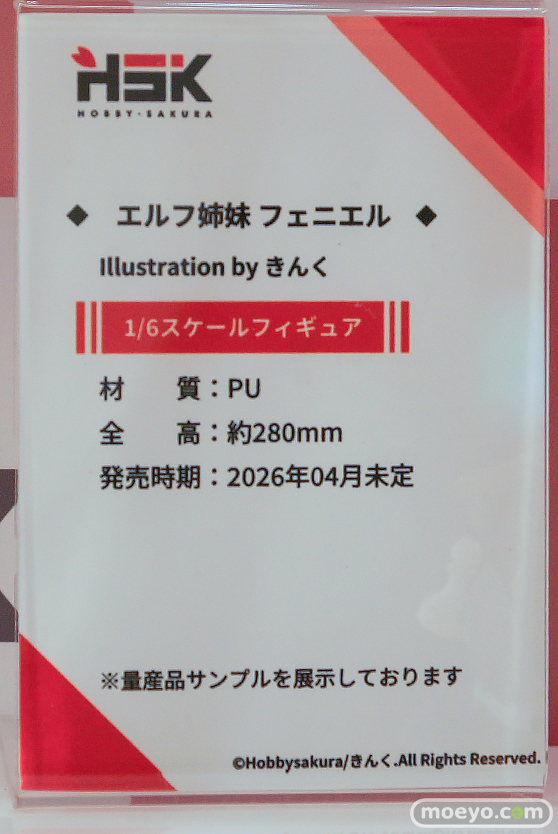 HSK
HOBBY・SAKURA
◆ エルフ姉妹 フェニエル ◆
Illustration by きんく
1/6スケールフィギュア
材　　質：PU
全　　高：約280mm
発売時期：2026年04月未定
※量産品サンプルを展示しております
©Hobbysakura/きんく.All Rights Reserved.
moeyo.com